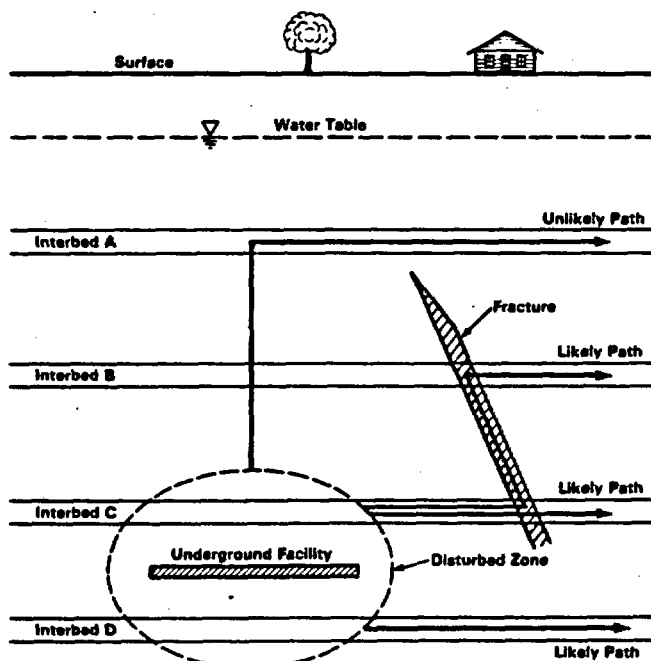 Surface
Water Table
Unlikely Path
Interbed A
Fracture
Likely Path
Interbed B
Likely Path
Interbed C
Underground Facility
Disturbed Zone
Interbed D
Likely Path